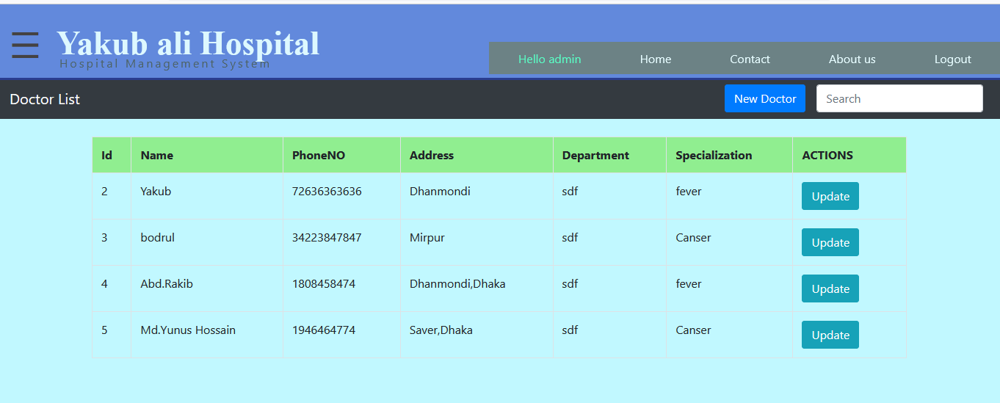 ☰ Yakub ali Hospital
Hospital Management System
Hello admin Home Contact About us Logout
Doctor List New Doctor Search
Id Name PhoneNO Address Department Specialization ACTIONS
2 Yakub 72636363636 Dhanmondi sdf fever Update
3 bodrul 34223847847 Mirpur sdf Canser Update
4 Abd.Rakib 1808458474 Dhanmondi,Dhaka sdf fever Update
5 Md.Yunus Hossain 1946464774 Saver,Dhaka sdf Canser Update